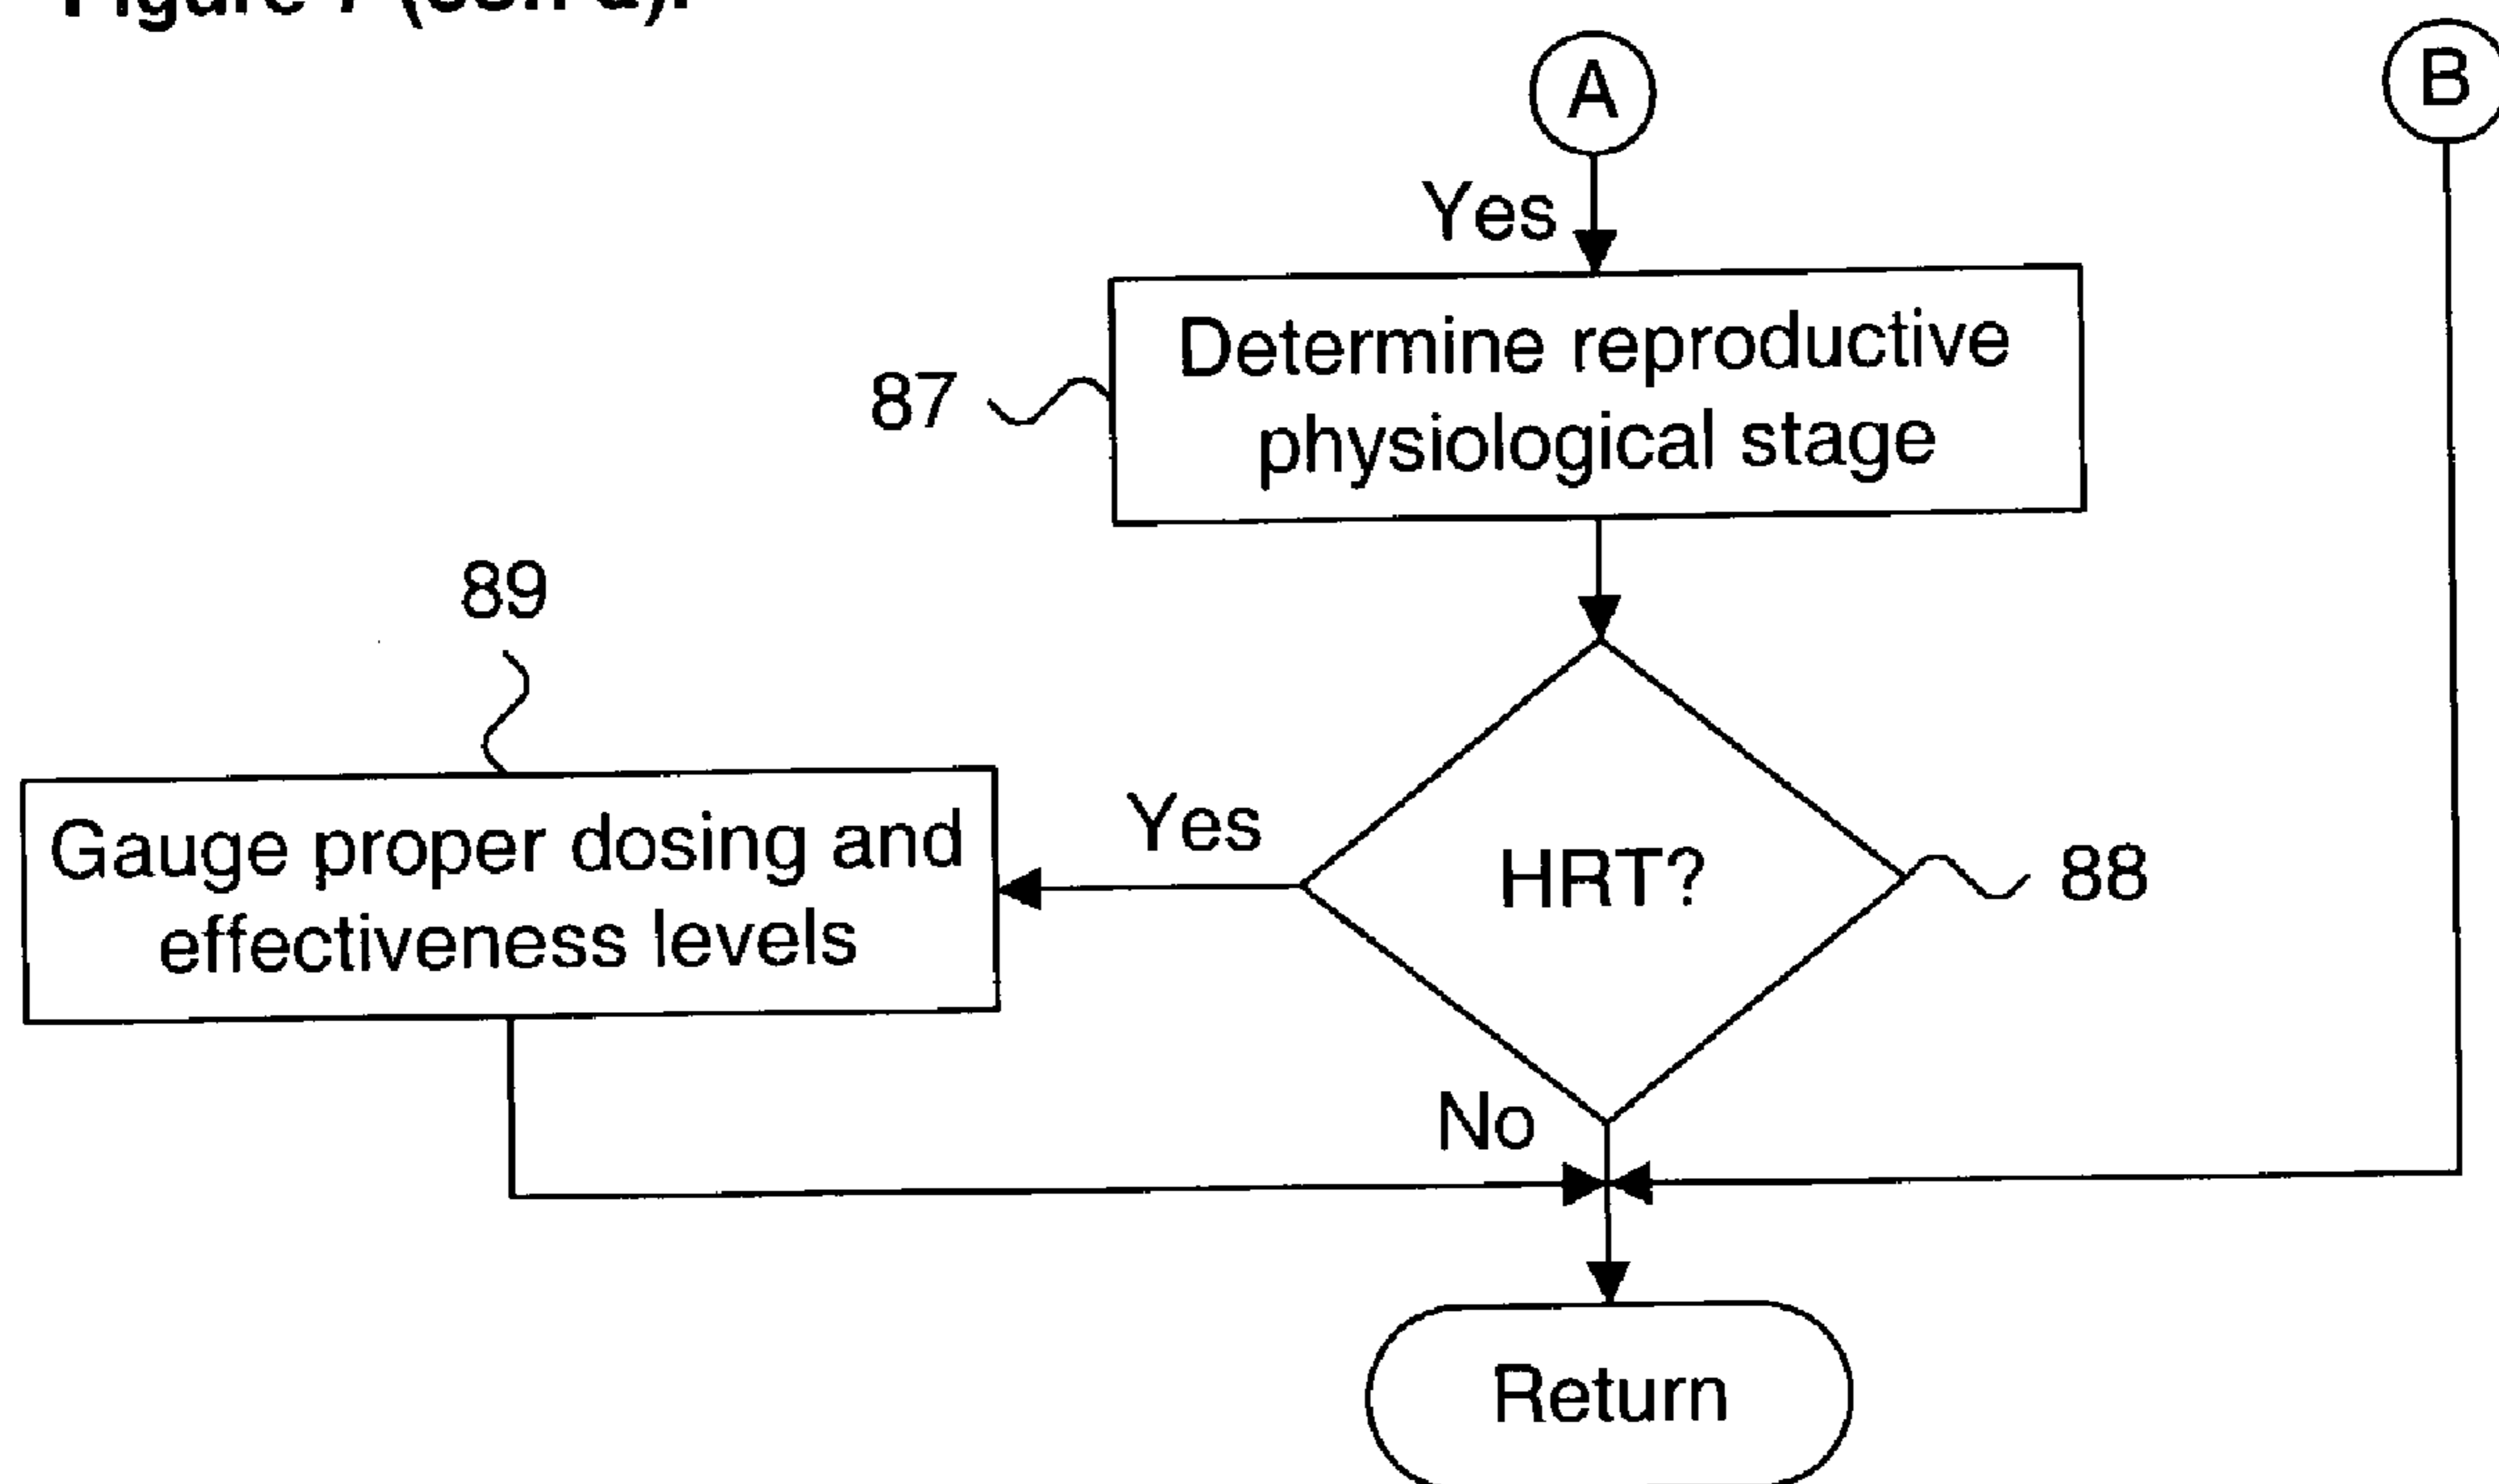 A
B
Yes
Determine reproductive
physiological stage
87
89
Gauge proper dosing and
effectiveness levels
Yes
HRT?
88
No
Return